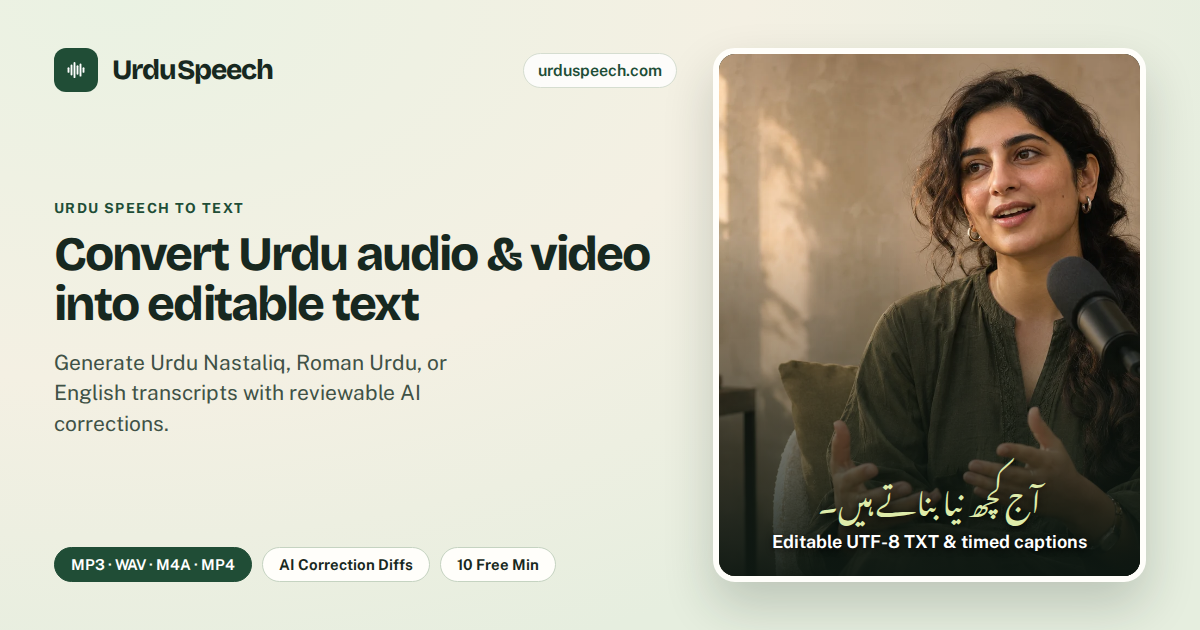 UrduSpeech
urduspeech.com
URDU SPEECH TO TEXT
Convert Urdu audio & video
into editable text
Generate Urdu Nastaliq, Roman Urdu, or
English transcripts with reviewable AI
corrections.
MP3 · WAV · M4A · MP4
AI Correction Diffs
10 Free Min
آج کچھ نیا بناتے ہیں۔
Editable UTF-8 TXT & timed captions